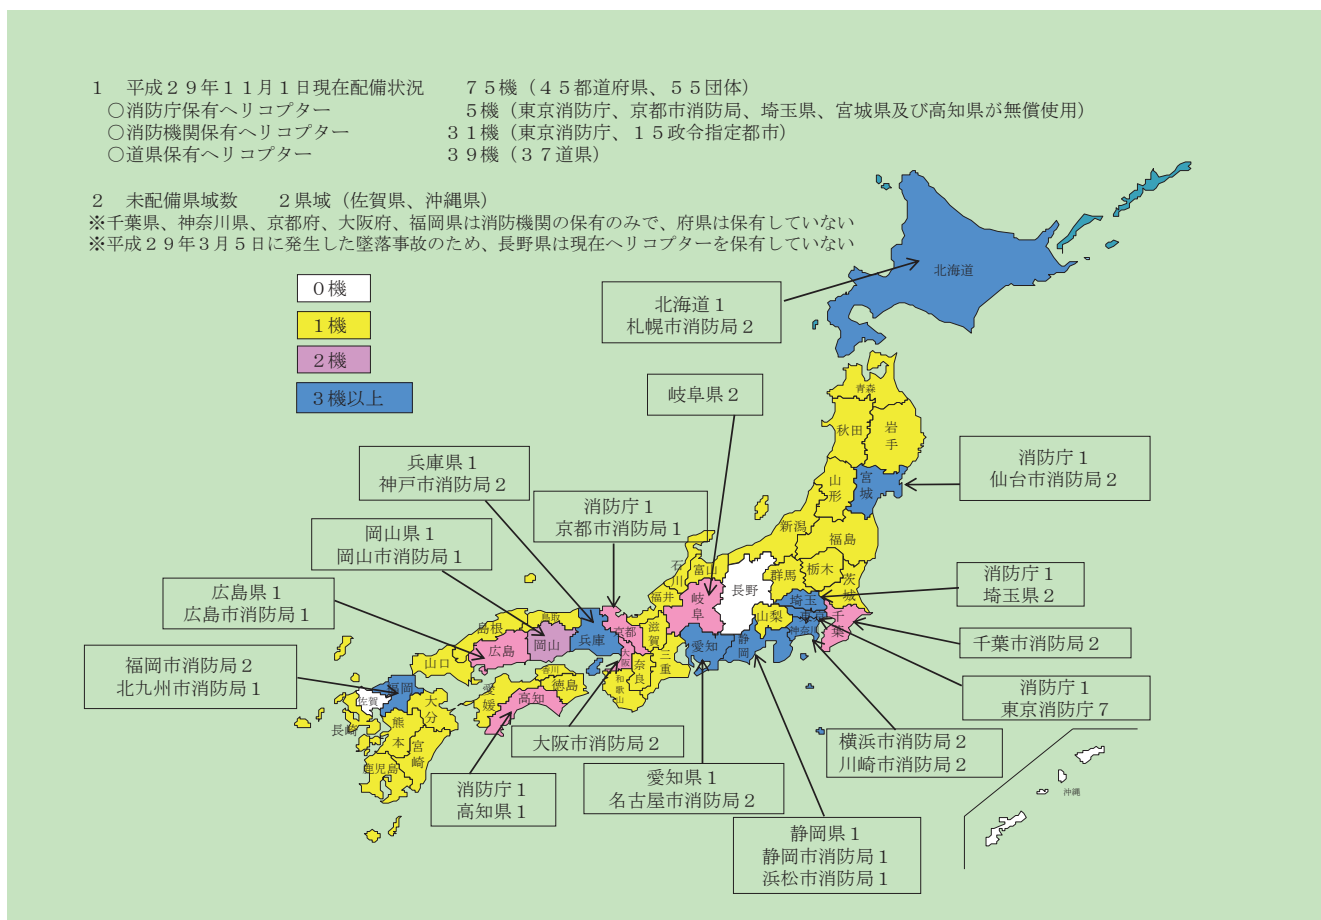 １　平成２９年１１月１日現在配備状況　　７５機（４５都道府県、５５団体）
○消防庁保有ヘリコプター　　　　　　　５機（東京消防庁、京都市消防局、埼玉県、宮城県及び高知県が無償使用）
○消防機関保有ヘリコプター　　　　　３１機（東京消防庁、１５政令指定都市）
○道県保有ヘリコプター　　　　　　　３９機（３７道県）
２　未配備県域数　　２県域（佐賀県、沖縄県）
※千葉県、神奈川県、京都府、大阪府、福岡県は消防機関の保有のみで、府県は保有していない
※平成２９年３月５日に発生した墜落事故のため、長野県は現在ヘリコプターを保有していない
０機
１機
２機
３機以上
北海道
北海道１
札幌市消防局２
岐阜県２
青森
秋田
岩手
兵庫県１
神戸市消防局２
消防庁１
仙台市消防局２
山形
宮城
消防庁１
京都市消防局１
岡山県１
岡山市消防局１
新潟
福島
石川
富山
群馬
栃木
茨城
長野
消防庁１
埼玉県２
広島県１
広島市消防局１
福井
岐阜
埼玉
東京
山梨
神奈川
千葉
千葉市消防局２
鳥取
島根
京都
滋賀
兵庫
岡山
広島
愛知
静岡
福岡市消防局２
北九州市消防局１
山口
大阪
奈良
三重
和歌山
香川
徳島
愛媛
高知
福岡
佐賀
大分
長崎
熊本
宮崎
鹿児島
消防庁１
東京消防庁７
大阪市消防局２
横浜市消防局２
川崎市消防局２
消防庁１
高知県１
愛知県１
名古屋市消防局２
沖縄
静岡県１
静岡市消防局１
浜松市消防局１